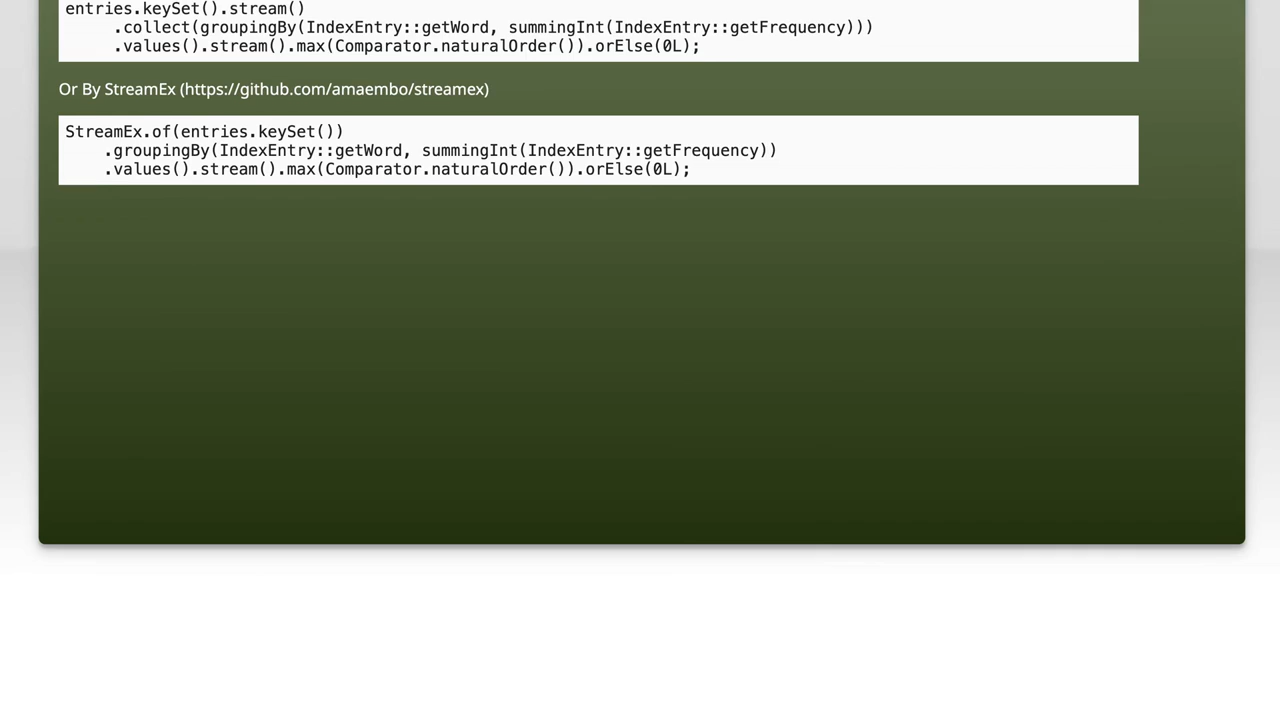 entries.keySet().stream()
.collect(groupingBy(IndexEntry::getWord, summingInt(IndexEntry::getFrequency)))
.values().stream().max(Comparator.naturalOrder()).orElse(0L);
Or By StreamEx (https://github.com/amaembo/streamex)
StreamEx.of(entries.keySet())
.groupingBy(IndexEntry::getWord, summingInt(IndexEntry::getFrequency))
.values().stream().max(Comparator.naturalOrder()).orElse(0L);